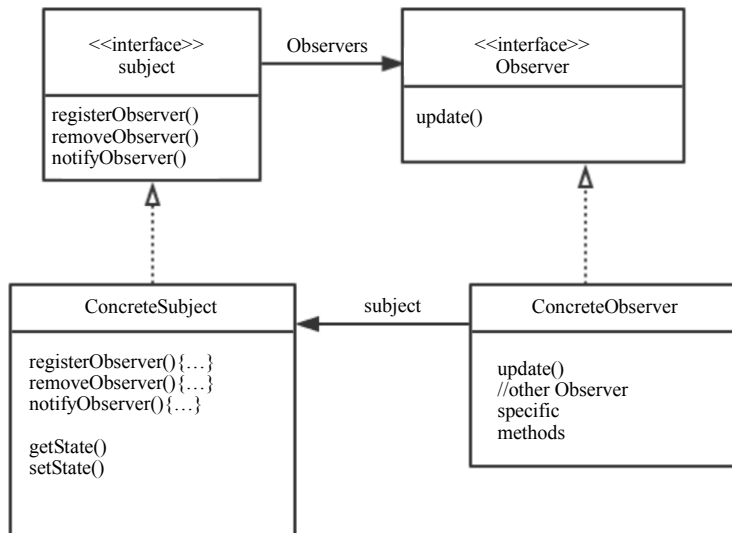 <<interface>>
subject
registerObserver()
removeObserver()
notifyObserver()
Observers
<<interface>>
Observer
update()
ConcreteSubject
registerObserver(){…}
removeObserver(){…}
notifyObserver(){…}
getState()
setState()
subject
ConcreteObserver
update()
//other Observer
specific
methods